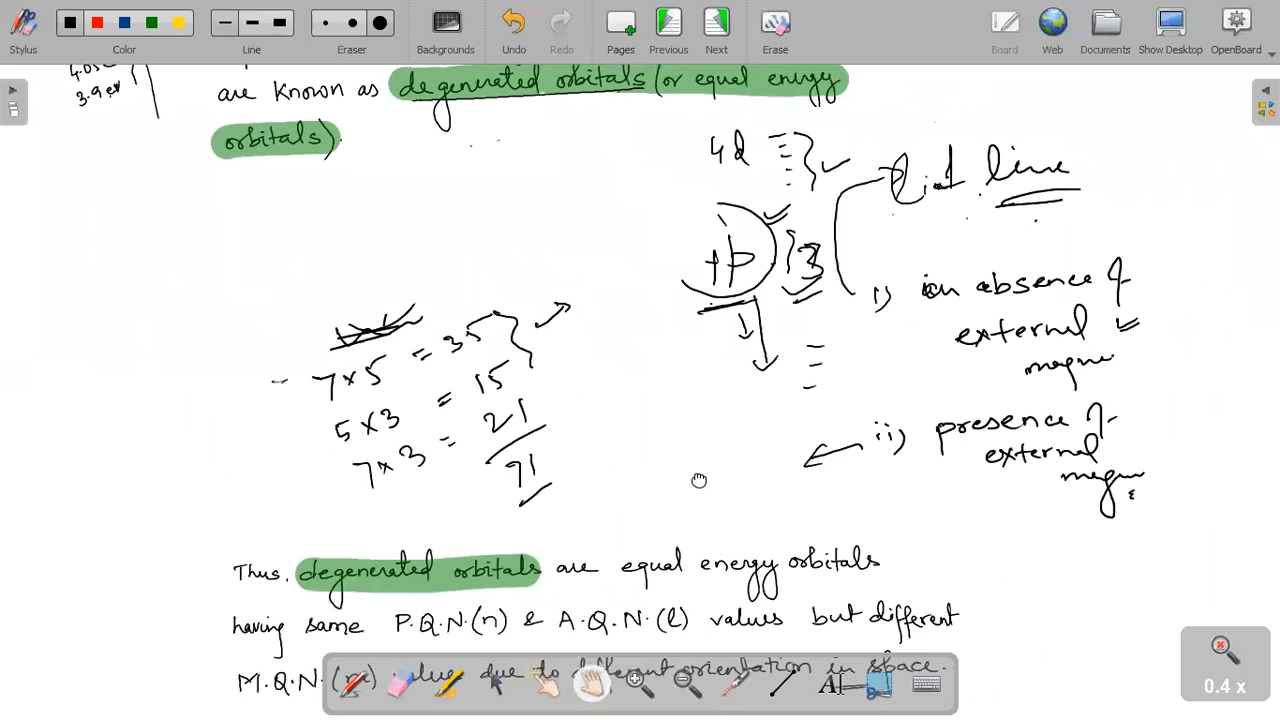 Stylus
Color
Line
Eraser
Backgrounds
Undo
Redo
Pages
Previous
Next
Erase
Board
Web
Documents
Show Desktop
OpenBoard
3.9 ev
are known as degenerated orbitals (or equal energy
orbitals).
4d
line
4p } 3
i) in absence of
external
magne
7×5 = 35
5×3 = 15
7×3 = 21
91
ii) presence of
external
magne
Thus, degenerated orbitals are equal energy orbitals
having same P.Q.N.(n) & A.Q.N.(l) values but different
M.Q.N. value due to different orientation in space.
0.4 x